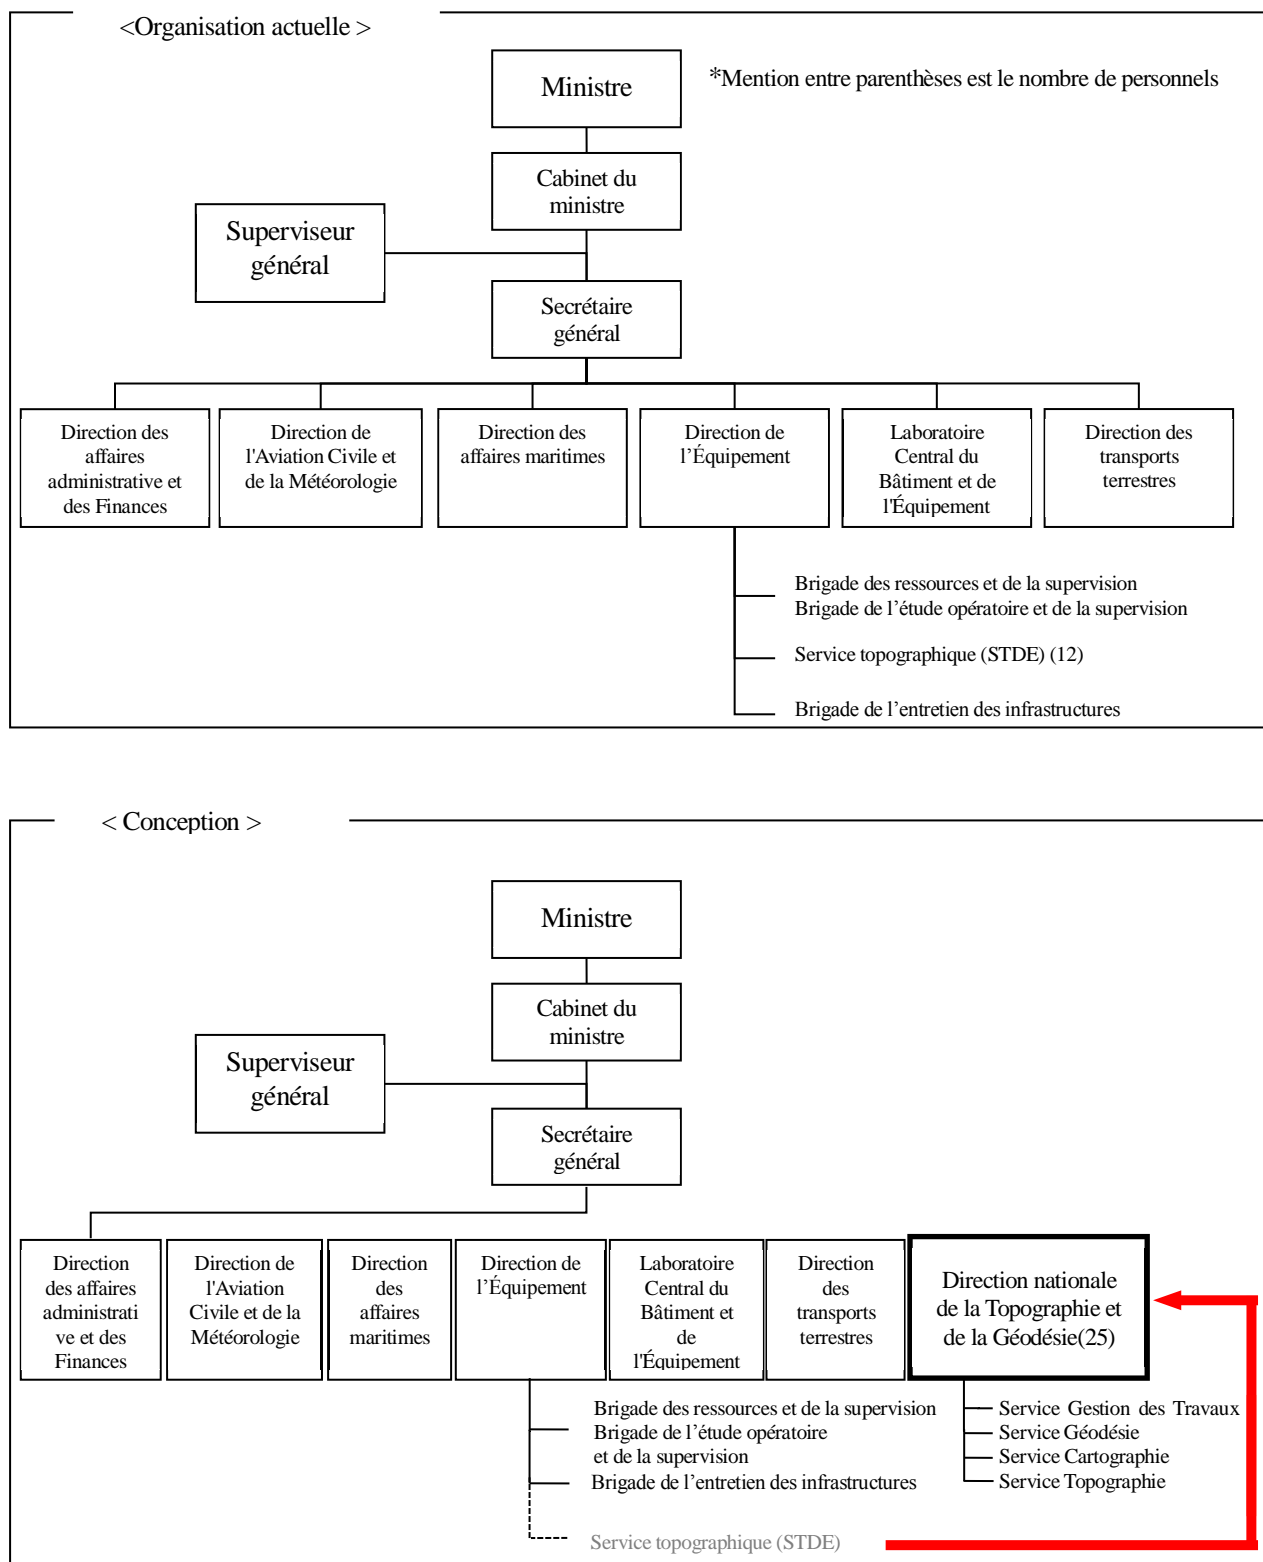 <Organisation actuelle >
Ministre
*Mention entre parenthèses est le nombre de personnels
Cabinet du
ministre
Superviseur
général
Secrétaire
général
Direction des
affaires
administrative et
des Finances
Direction de
l'Aviation Civile et
de la Météorologie
Direction des
affaires maritimes
Direction de
l’Équipement
Laboratoire
Central du
Bâtiment et de
l'Équipement
Direction des
transports
terrestres
Brigade des ressources et de la supervision
Brigade de l’étude opératoire et de la supervision
Service topographique (STDE) (12)
Brigade de l’entretien des infrastructures
< Conception >
Ministre
Cabinet du
ministre
Superviseur
général
Secrétaire
général
Direction
des affaires
administrati
ve et des
Finances
Direction de
l'Aviation
Civile et de la
Météorologie
Direction
des
affaires
maritimes
Direction de
l’Équipement
Laboratoire
Central du
Bâtiment et
de
l'Équipement
Direction
des
transports
terrestres
Direction nationale
de la Topographie et
de la Géodésie(25)
Brigade des ressources et de la supervision
Brigade de l’étude opératoire
et de la supervision
Brigade de l’entretien des infrastructures
Service topographique (STDE)
Service Gestion des Travaux
Service Géodésie
Service Cartographie
Service Topographie